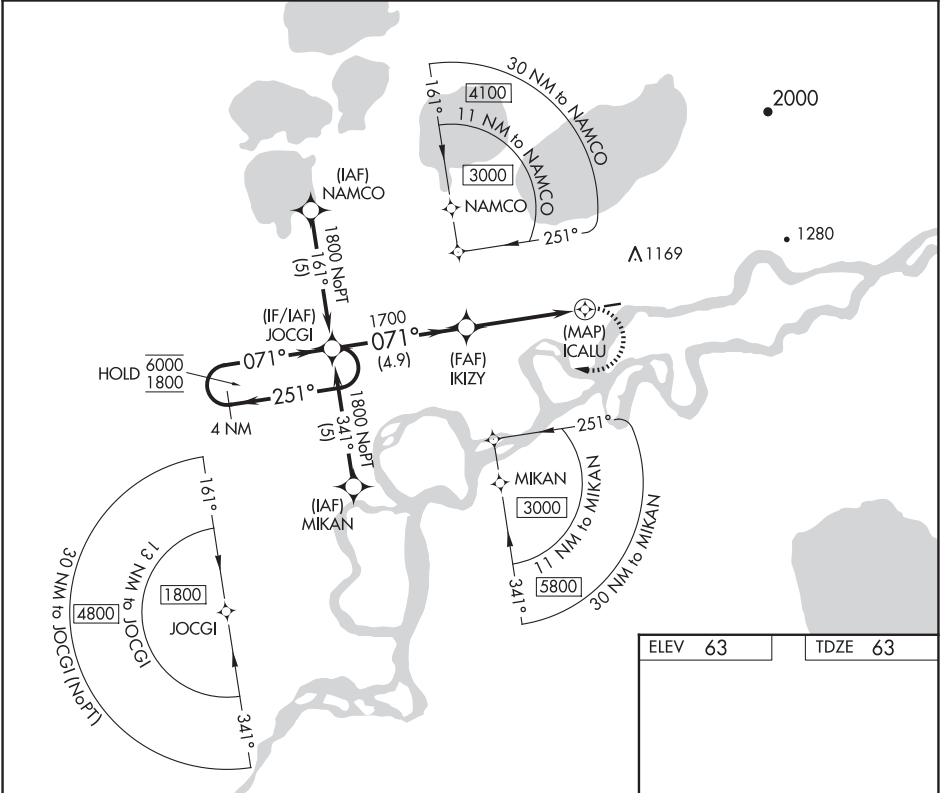 30 NM to NAMCO
4100
161°
11 NM to NAMCO
3000
NAMCO
251°
2000
1280
1169
(IAF)
NAMCO
1800 NoPT
161°
(5)
(IF/IAF)
JOCGI
1700
071°
(4.9)
(FAF)
IKIZY
(MAP)
ICALU
HOLD
6000
1800
071°
251°
4 NM
1800 NoPT
341°
(5)
(IAF)
MIKAN
251°
MIKAN
3000
11 NM to MIKAN
5800
341°
30 NM to MIKAN
161°
30 NM to JOCGI (NoPT)
4800
13 NM to JOCGI
1800
JOCGI
341°
ELEV 63
TDZE 63